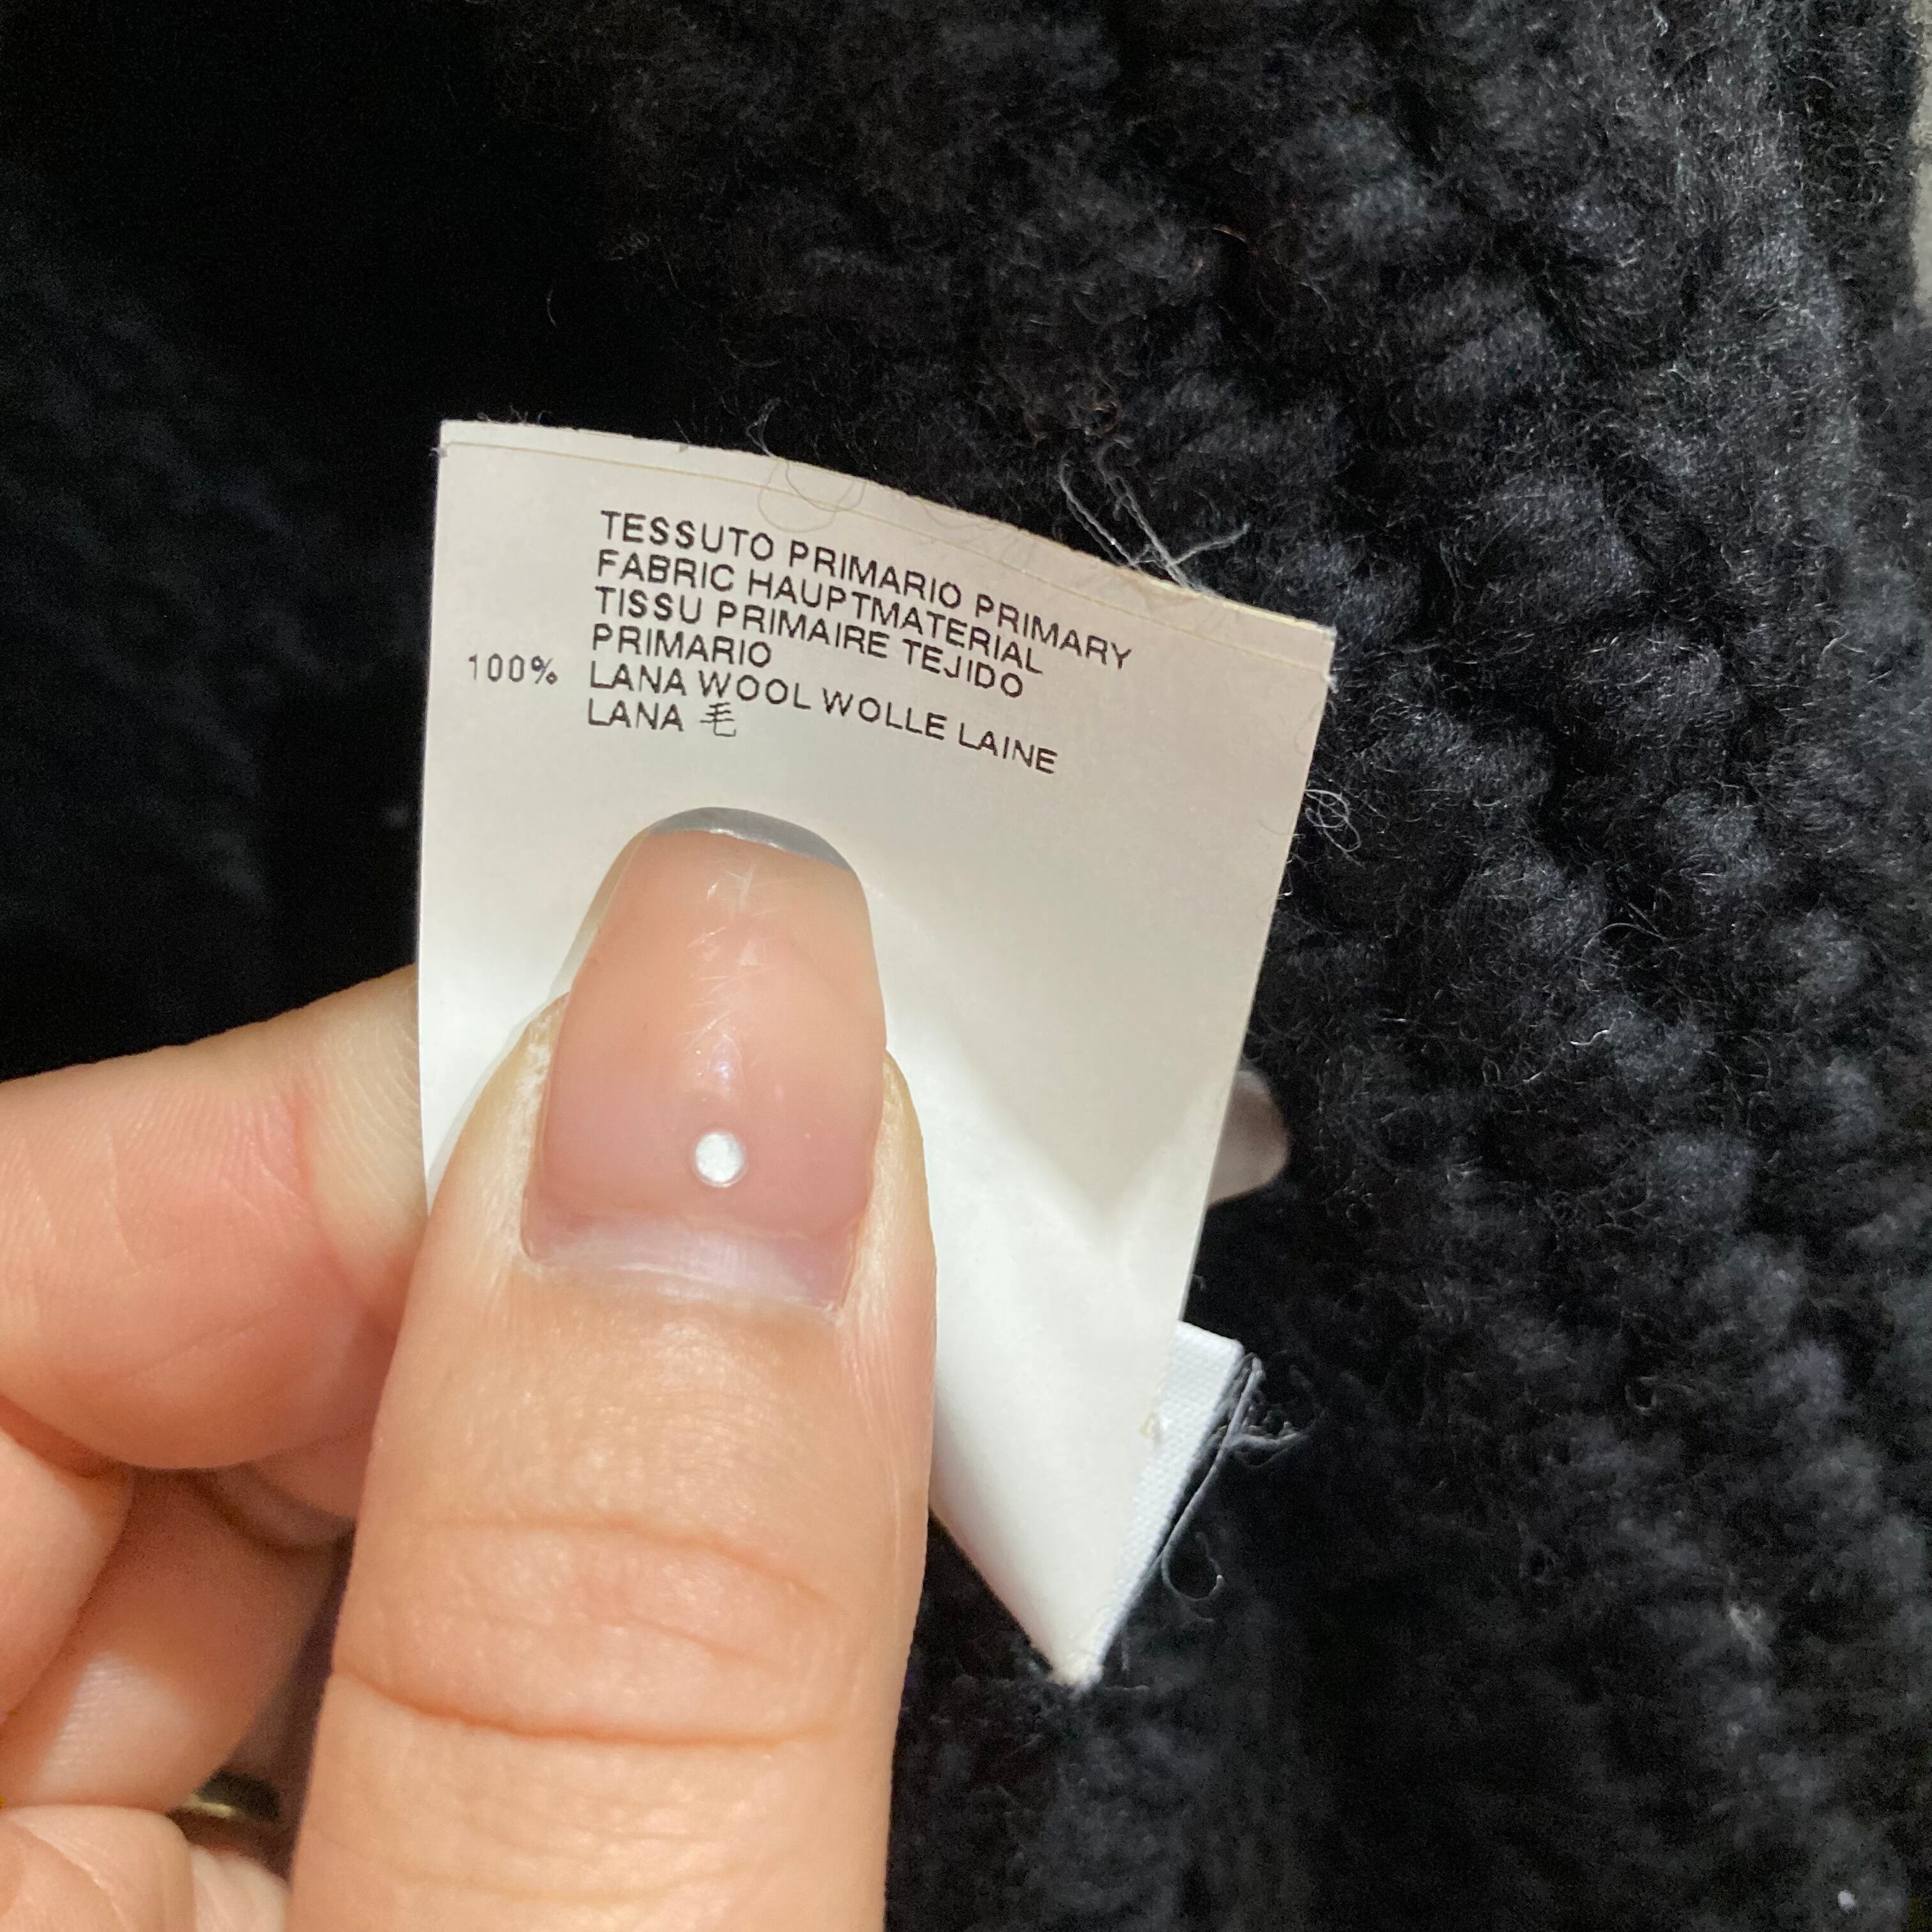 TESSUTO PRIMARIO PRIMARY
FABRIC HAUPTMATERIAL
TISSU PRIMAIRE TEJIDO
PRIMARIO
100% LANA WOOL WOLLE LAINE
LANA 毛